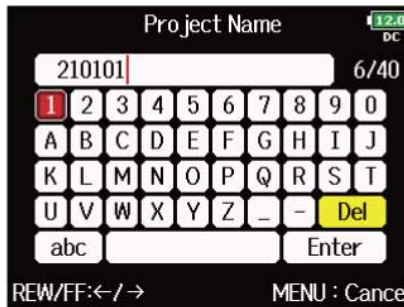 Project Name
12.0
DC
210101
6/40
1 2 3 4 5 6 7 8 9 0
A B C D E F G H I J
K L M N O P Q R S T
U V W X Y Z _ - Del
abc Enter
REW/FF:←/→ MENU : Cance